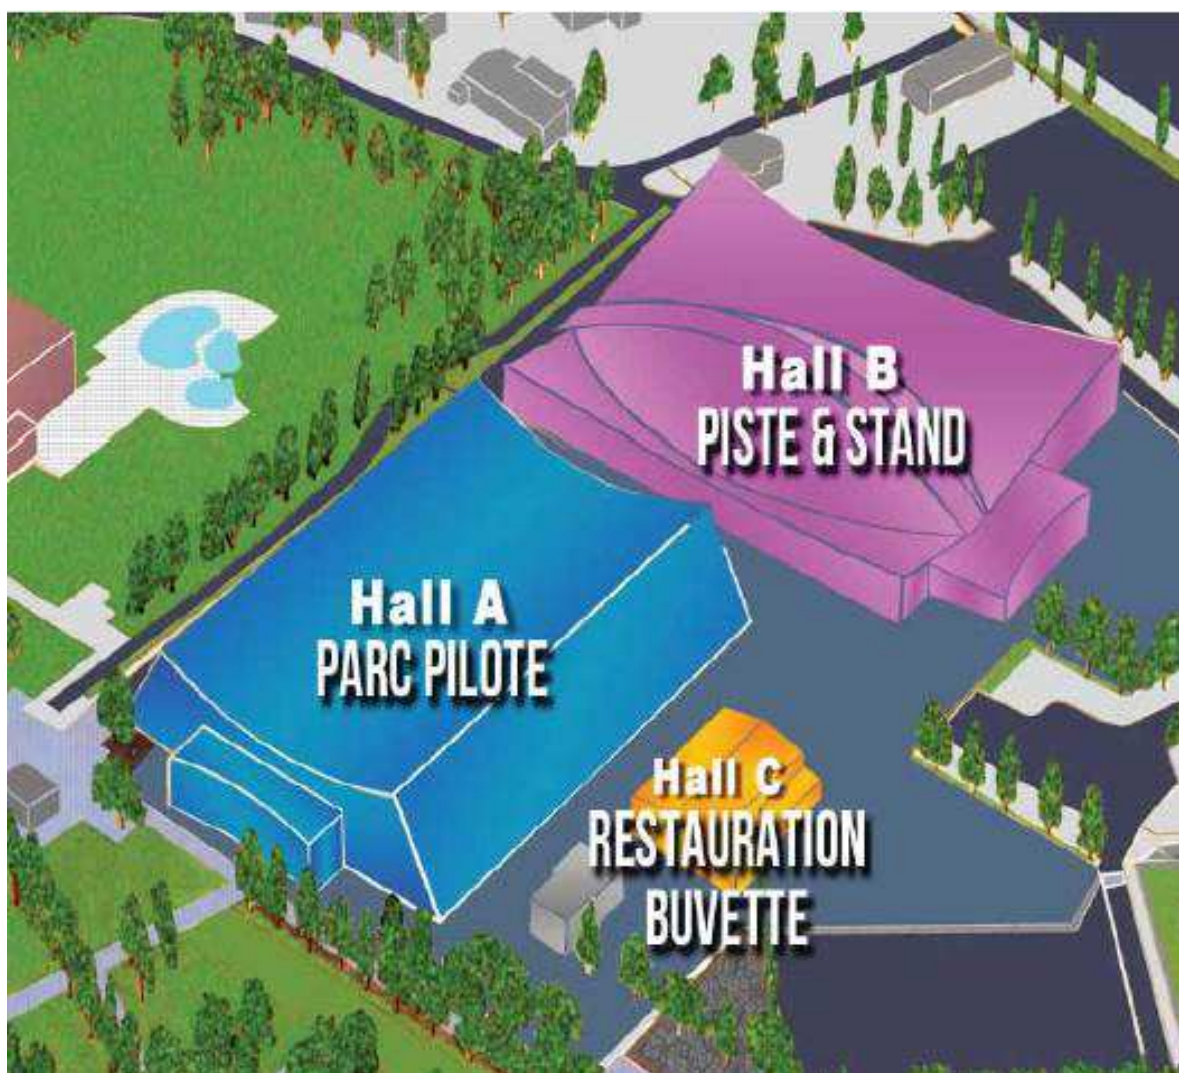 Hall B
PISTE & STAND
Hall A
PARC PILOTE
Hall C
RESTAURATION
BUVETTE